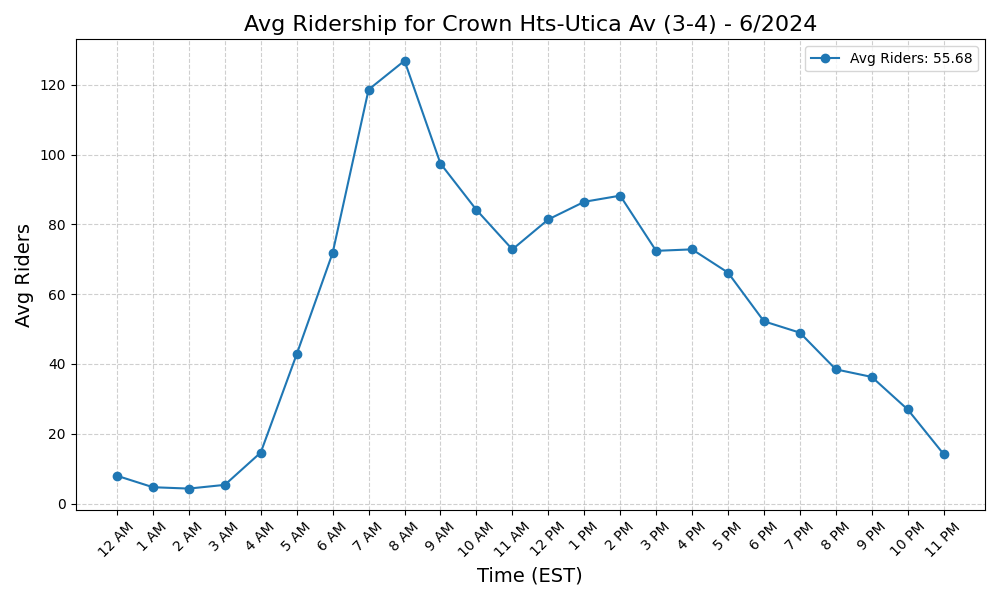 Avg Ridership for Crown Hts-Utica Av (3-4) - 6/2024
Avg Riders: 55.68
Avg Riders
120
100
80
60
40
20
0
12 AM
1 AM
2 AM
3 AM
4 AM
5 AM
6 AM
7 AM
8 AM
9 AM
10 AM
11 AM
12 PM
1 PM
2 PM
3 PM
4 PM
5 PM
6 PM
7 PM
8 PM
9 PM
10 PM
11 PM
Time (EST)